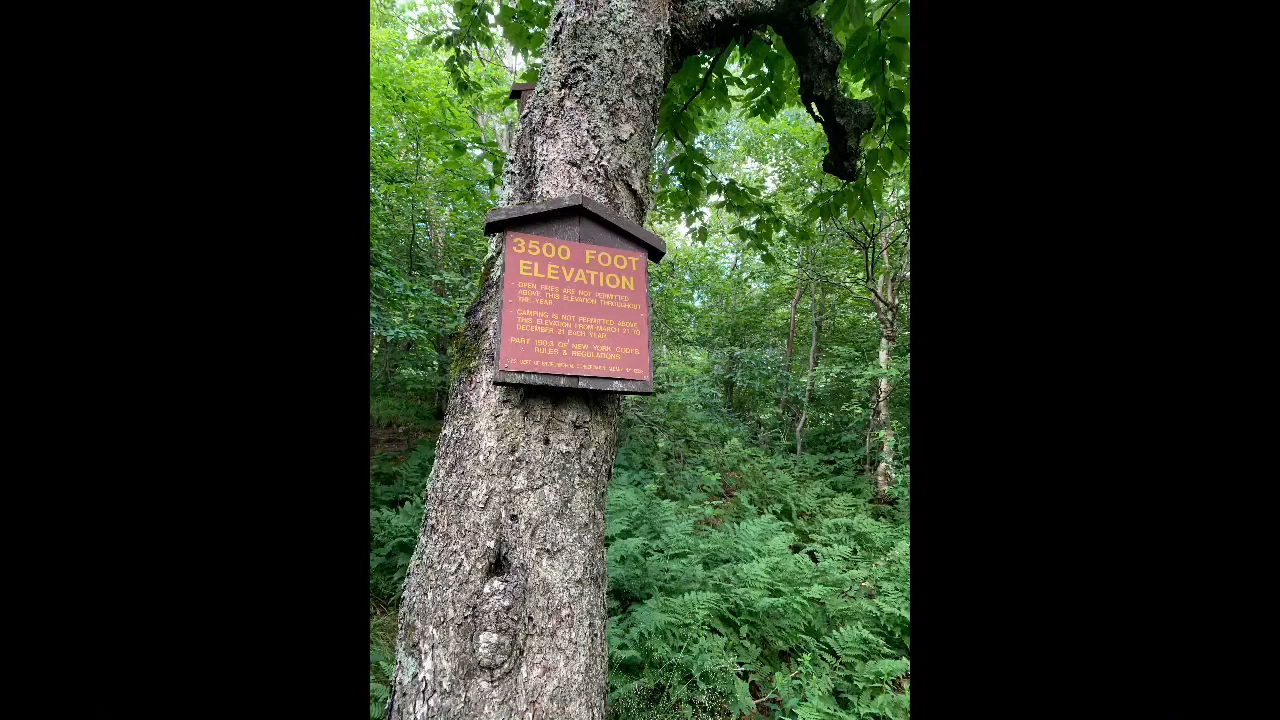 3500 FOOT
ELEVATION
- OPEN FIRES ARE NOT PERMITTED
ABOVE THIS ELEVATION THROUGHOUT
THE YEAR
- CAMPING IS NOT PERMITTED ABOVE
THIS ELEVATION FROM MARCH 21 TO
DECEMBER 21 EACH YEAR
PART 190.3 OF NEW YORK CODES,
RULES & REGULATIONS
DEPT OF